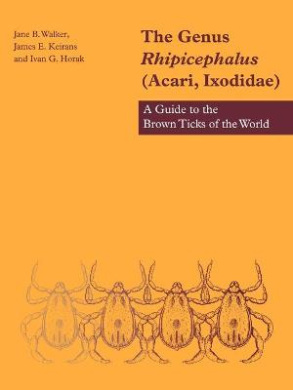 Jane B. Walker,
James E. Keirans
and Ivan G. Horak
The Genus
Rhipicephalus
(Acari, Ixodidae)
A Guide to the
Brown Ticks of the World